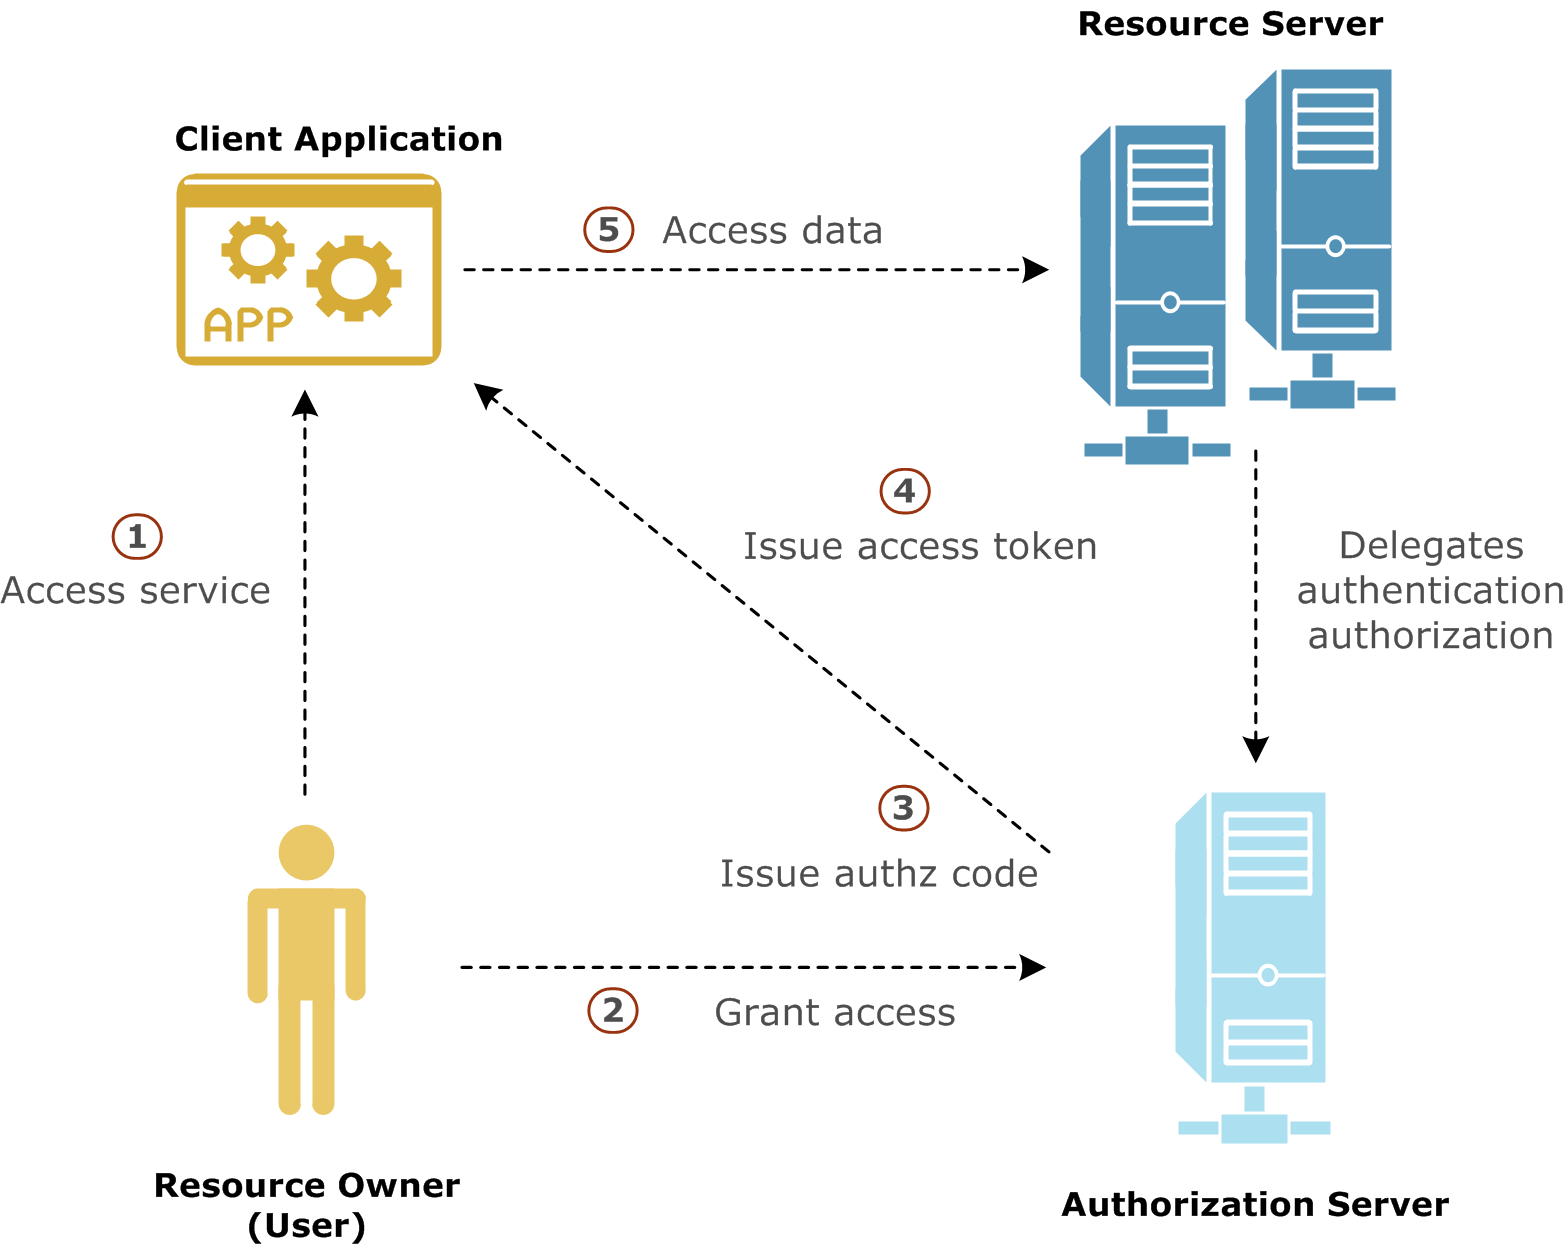 Resource Server
Client Application
APP
5 Access data
4
Issue access token
1
Access service
Delegates
authentication
authorization
3
Issue authz code
2 Grant access
Resource Owner
(User)
Authorization Server